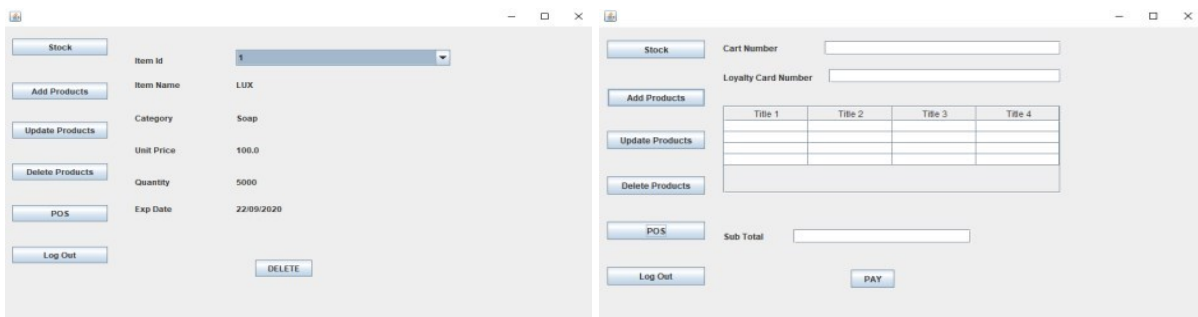 Stock
Item Id 1
Add Products
Item Name LUX
Category Soap
Update Products
Unit Price 100.0
Delete Products
Quantity 5000
POS
Exp Date 22/09/2020
Log Out
DELETE
Stock
Cart Number
Loyalty Card Number
Add Products
Title 1 Title 2 Title 3 Title 4
Update Products
Delete Products
POS
Sub Total
Log Out
PAY